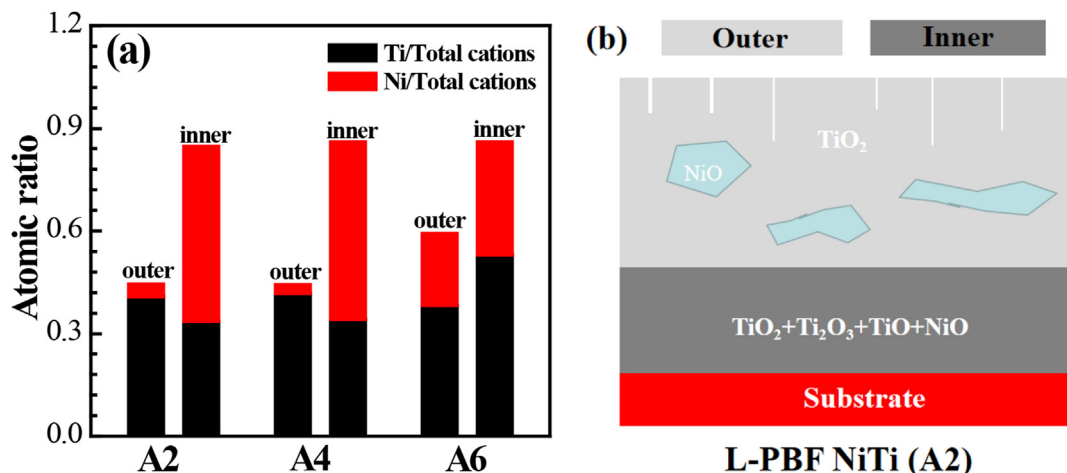 (a)
Ti/Total cations
Ni/Total cations
Atomic ratio
1.2
0.9
0.6
0.3
0.0
outer
inner
outer
inner
outer
inner
A2
A4
A6
(b)
Outer
Inner
TiO₂
NiO
TiO₂+Ti₂O₃+TiO+NiO
Substrate
L-PBF NiTi (A2)